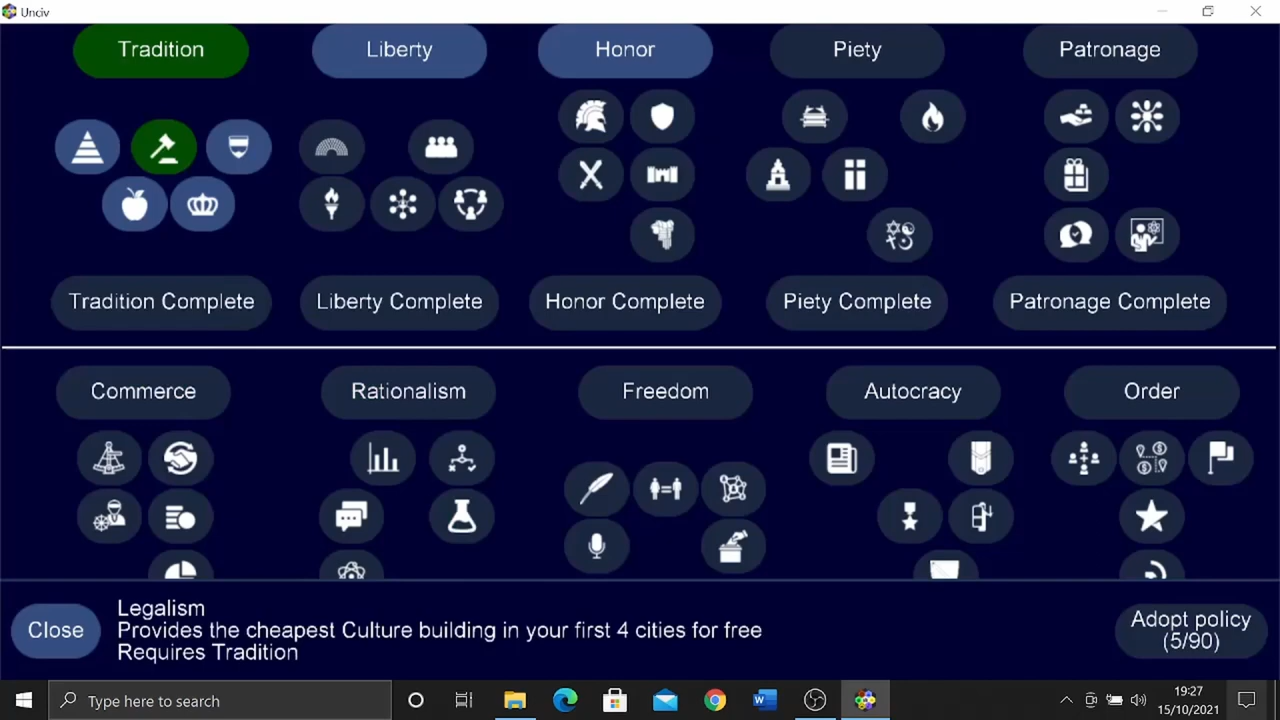 Unciv
Tradition
Liberty
Honor
Piety
Patronage
Tradition Complete
Liberty Complete
Honor Complete
Piety Complete
Patronage Complete
Commerce
Rationalism
Freedom
Autocracy
Order
Close
Legalism
Provides the cheapest Culture building in your first 4 cities for free
Requires Tradition
Adopt policy
(5/90)
Type here to search
19:27
15/10/2021